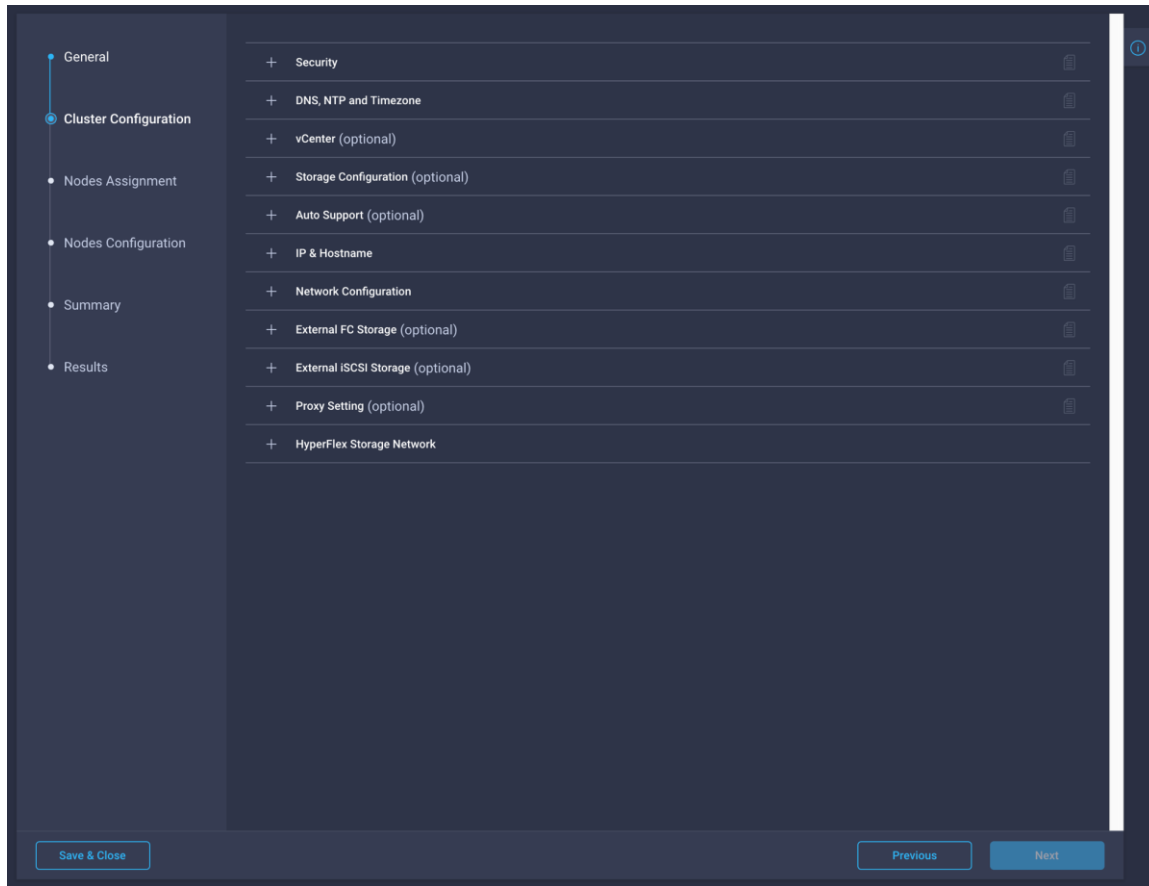 General
Cluster Configuration
Nodes Assignment
Nodes Configuration
Summary
Results
Security
DNS, NTP and Timezone
vCenter (optional)
Storage Configuration (optional)
Auto Support (optional)
IP & Hostname
Network Configuration
External FC Storage (optional)
External iSCSI Storage (optional)
Proxy Setting (optional)
HyperFlex Storage Network
Save & Close
Previous
Next